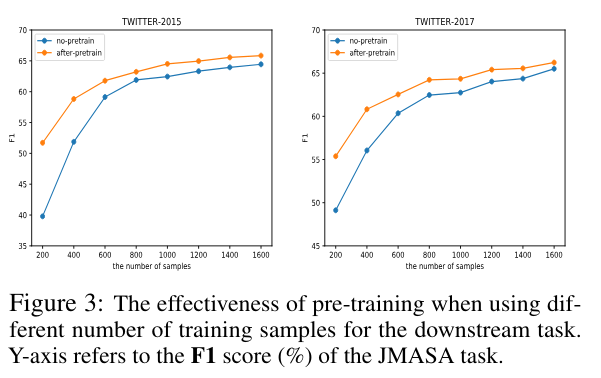 TWITTER-2015
70
65
60
55
50
45
40
35
F1
no-pretrain
after-pretrain
200 400 600 800 1000 1200 1400 1600
the number of samples
TWITTER-2017
70
65
60
55
50
45
F1
no-pretrain
after-pretrain
200 400 600 800 1000 1200 1400 1600
the number of samples
Figure 3: The effectiveness of pre-training when using dif-
ferent number of training samples for the downstream task.
Y-axis refers to the F1 score (%) of the JMASA task.